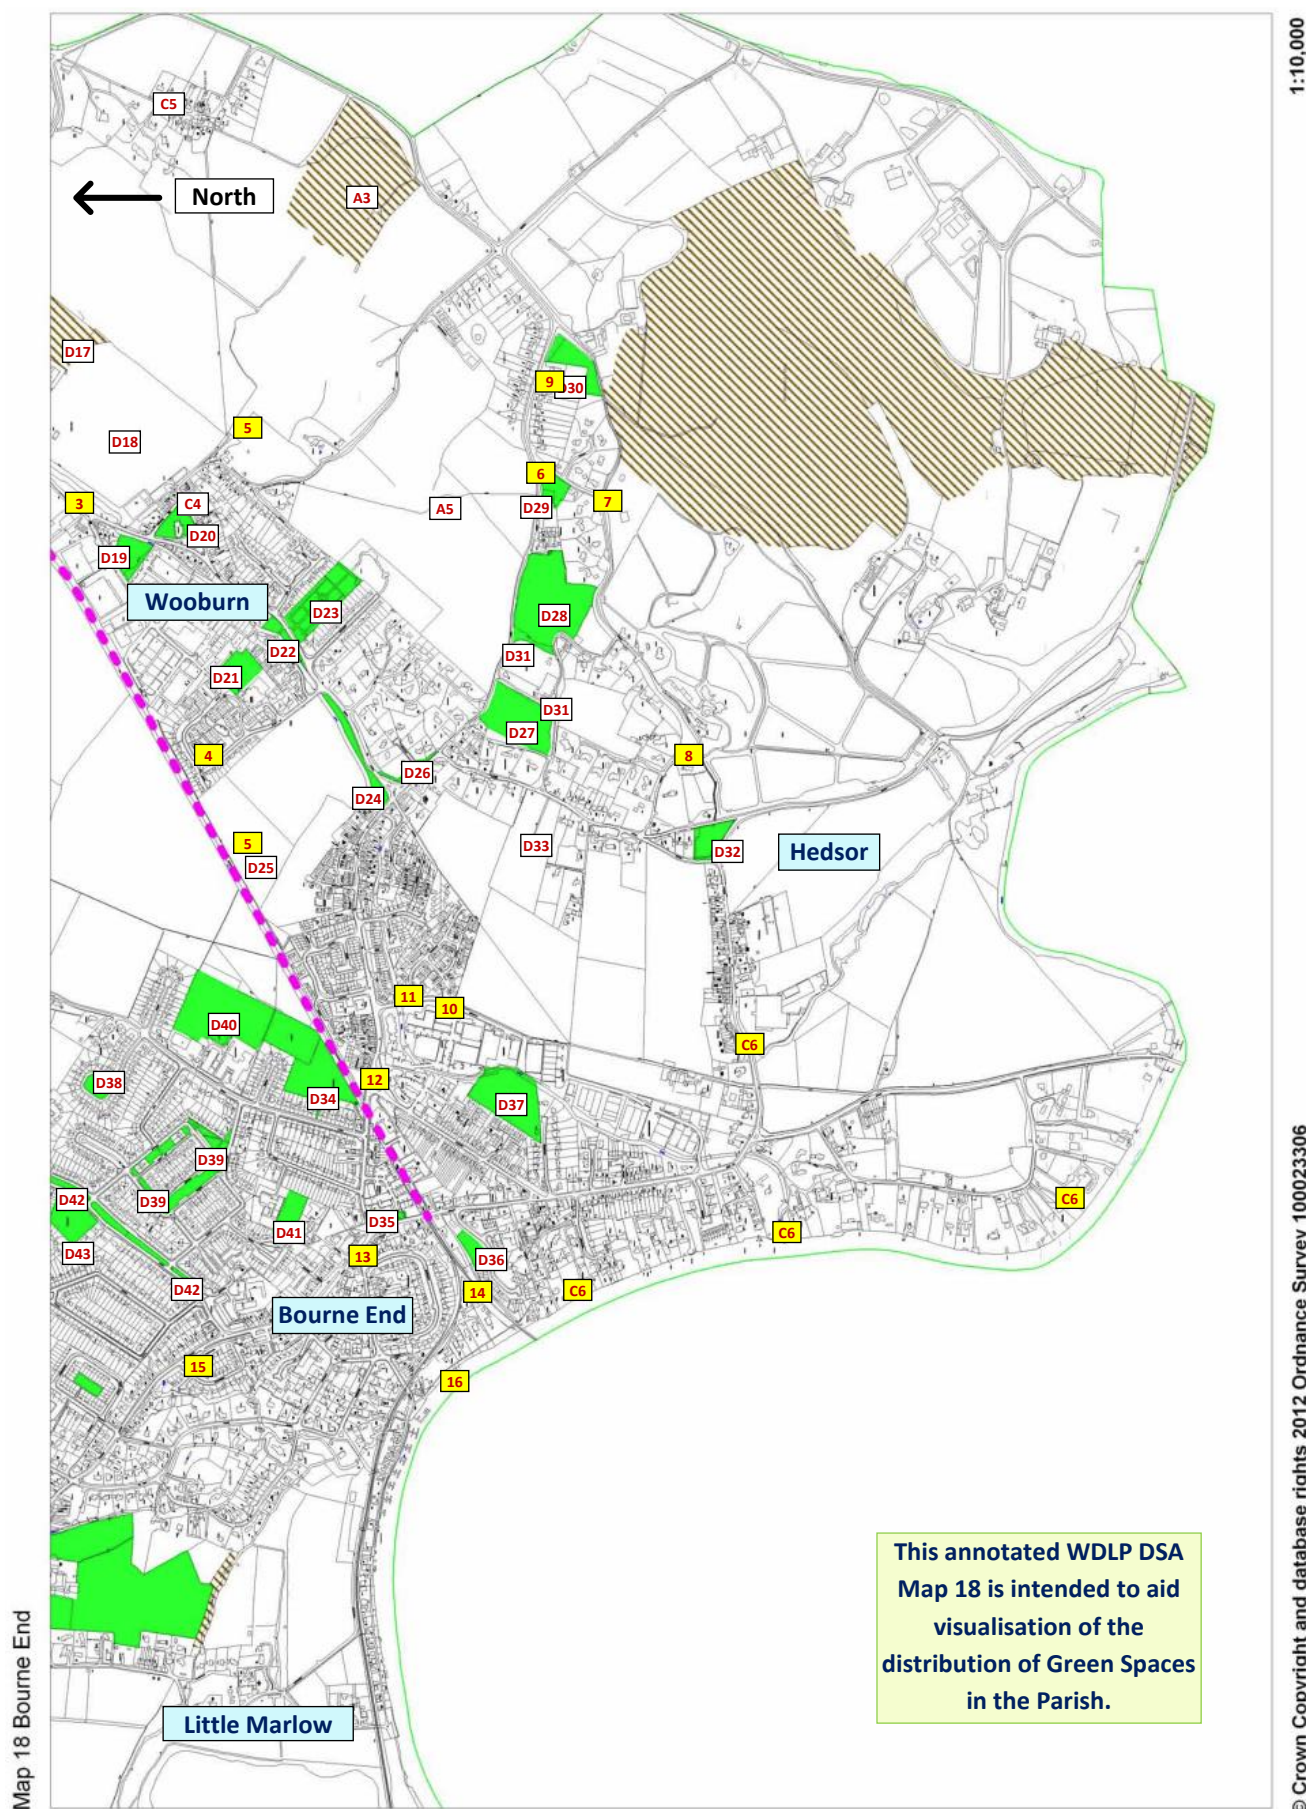 1:10,000
C5
North
A3
D17
D18
5
9
D30
3
C4
D20
D19
6
A5
D29
7
Wooburn
D23
D28
D22
D31
D21
D31
D27
4
8
D26
D24
5
D25
D33
D32
Hedsor
11
10
D40
C6
12
D38
D34
D37
D39
D39
D42
C6
D43
D41
D35
C6
13
D36
D42
14
C6
Bourne End
15
16
This annotated WDLP DSA
Map 18 is intended to aid
visualisation of the
distribution of Green Spaces
in the Parish.
Little Marlow
Map 18 Bourne End
© Crown Copyright and database rights 2012 Ordnance Survey 100023306